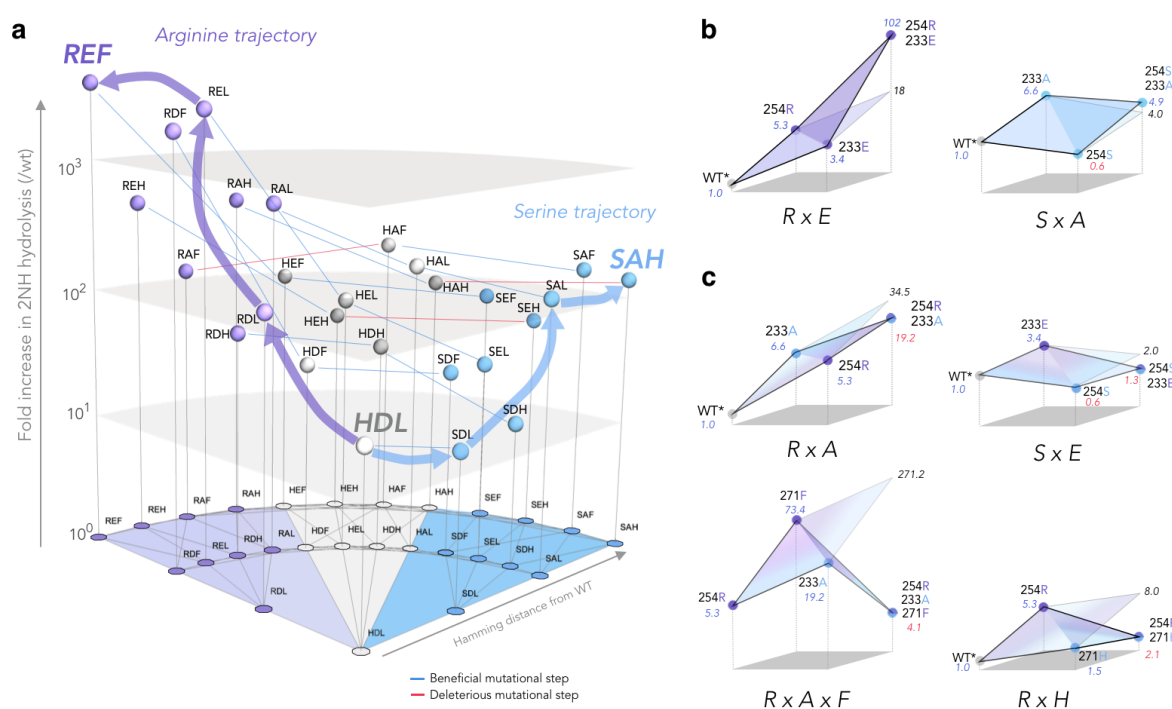 a
Arginine trajectory
REF
REL
RDF
REH
RAH
RAL
RAF
Serine trajectory
HAF
HAL
HEF
HAH
SAF
SAH
HEL
SEF
SAL
RDL
HEH
SEH
RDH
HDH
HDF
SDF
SEL
HDL
SDL
SDH
Fold increase in 2NH hydrolysis (/wt)
10³
10²
10¹
10⁰
REF
REH
RAF
RAH
HEF
HEH
HAF
HAH
SEF
SEH
SAF
SAH
RDF
REL
RDH
RAL
HDF
HEL
HDH
HAL
SDF
SEL
SDH
SAL
RDL
SDL
HDL
Hamming distance from WT
Beneficial mutational step
Deleterious mutational step
b
102
254R
233E
18
254R
5.3
233E
3.4
WT*
1.0
R x E
233A
6.6
254S
233A
4.9
4.0
WT*
1.0
254S
0.6
S x A
c
34.5
254R
233A
19.2
233A
6.6
254R
5.3
WT*
1.0
R x A
233E
3.4
2.0
WT*
1.0
254S
0.6
1.3
254S
233E
S x E
271.2
271F
73.4
233A
19.2
254R
5.3
254R
233A
271F
4.1
R x A x F
8.0
254R
5.3
WT*
1.0
271H
1.5
2.1
R x H